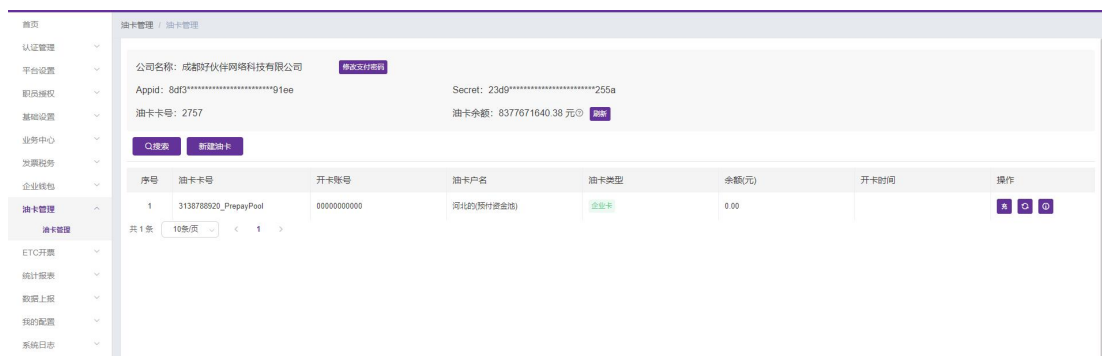 首页
认证管理
平台设置
职员授权
基础设置
业务中心
发票税务
企业钱包
油卡管理
油卡管理
ETC开票
统计报表
数据上报
我的配置
系统日志
油卡管理 / 油卡管理
公司名称：成都好伙伴网络科技有限公司 修改支付密码
Appid：8df3************************91ee Secret：23d9************************255a
油卡卡号：2757 油卡余额：8377671640.38 元 刷新
搜索 新建油卡
序号 油卡卡号 开卡账号 油卡户名 油卡类型 余额(元) 开卡时间 操作
1 3138788920_PrepayPool 00000000000 河北的(预付资金池) 企业卡 0.00 充
共 1 条 10条/页 < 1 >